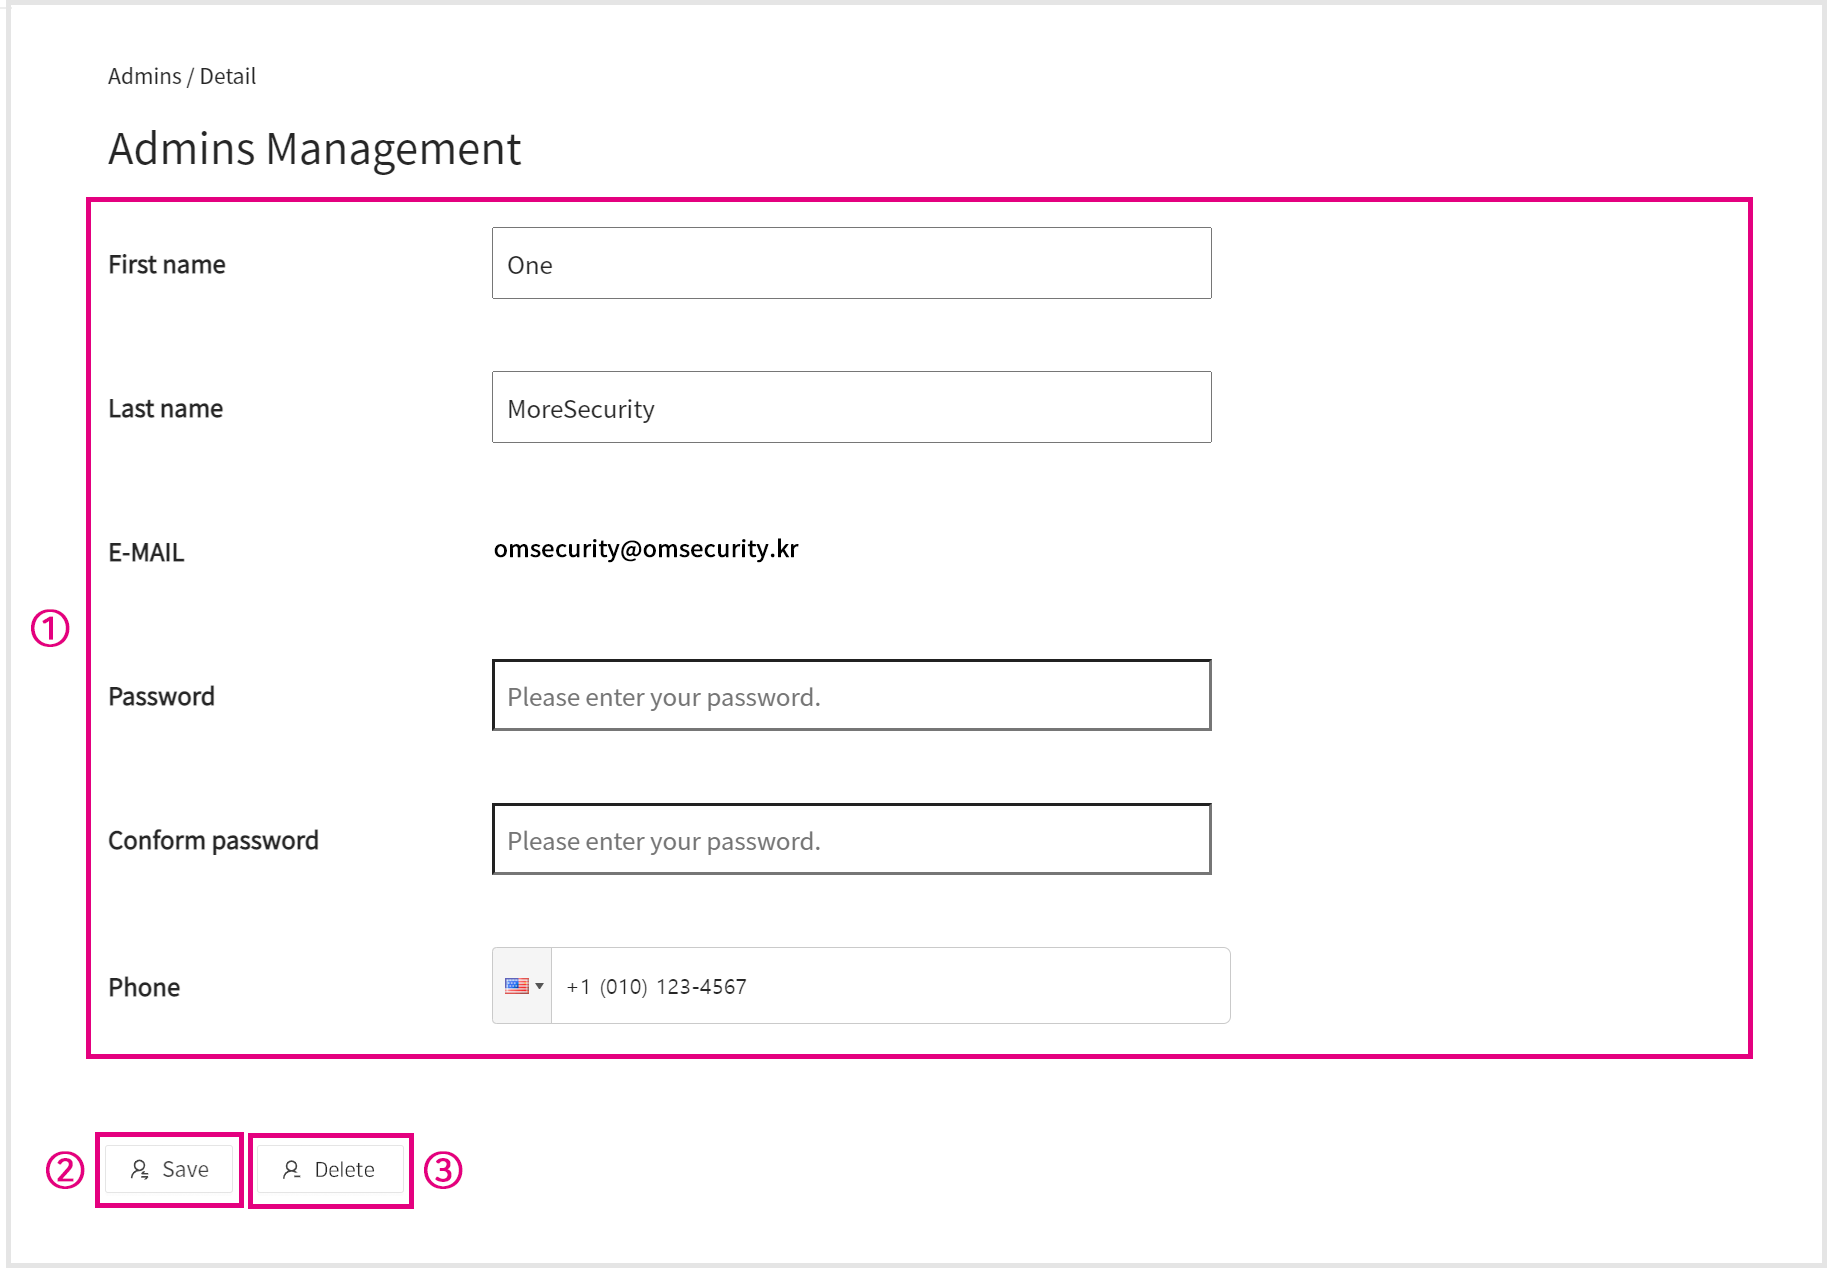 Admins / Detail
Admins Management
First name
One
Last name
MoreSecurity
E-MAIL
omsecurity@omsecurity.kr
①
Password
Please enter your password.
Conform password
Please enter your password.
Phone
+1 (010) 123-4567
② Save Delete ③